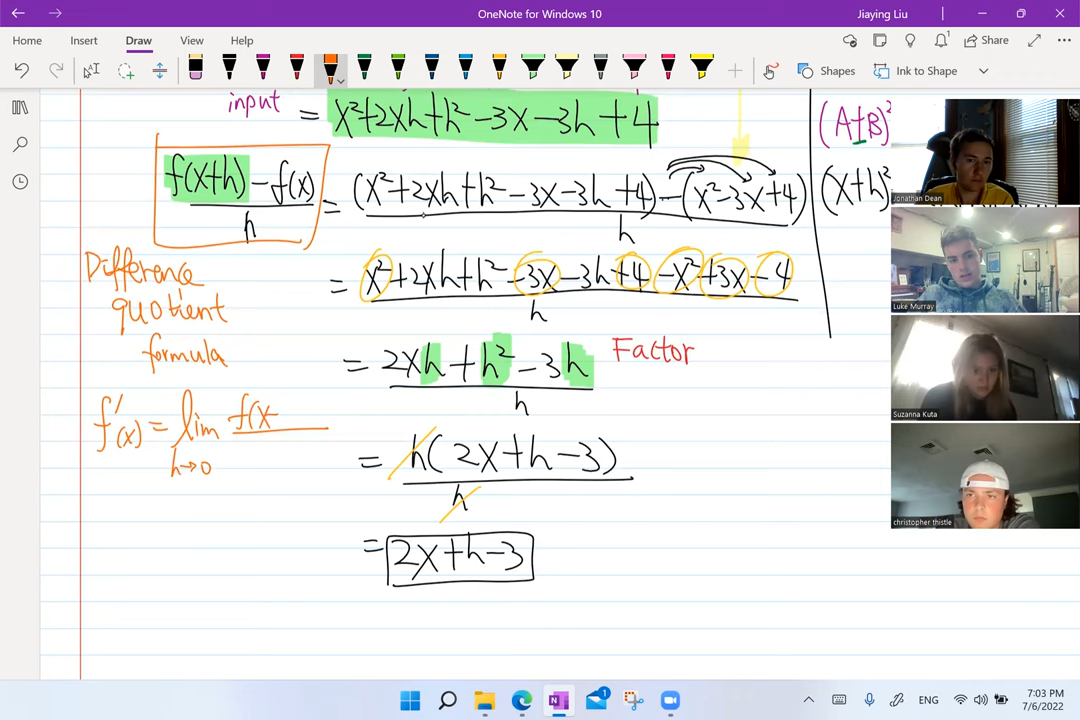 OneNote for Windows 10
Jiaying Liu
Home Insert Draw View Help
Share
Shapes
Ink to Shape
input = x²+2xh+h²-3x-3h+4
(A+B)²
f(x+h)-f(x)
h
= (x²+2xh+h²-3x-3h+4)-(x²-3x+4)
h
(x+h)²
Jonathan Dean
Difference
quotient
formula
= x²+2xh+h²-3x-3h+4-x²+3x-4
h
Luke Murray
= 2xh+h²-3h
h
Factor
Suzanna Kuta
f'(x) = lim f(x
h→0
= h(2x+h-3)
h
christopher thistle
= 2x+h-3
1
ENG
7:03 PM
7/6/2022